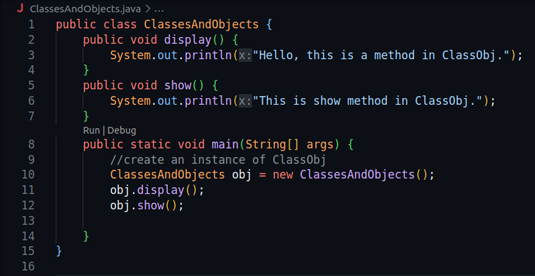 J ClassesAndObjects.java > ...
1 public class ClassesAndObjects {
2 public void display() {
3 System.out.println(x:"Hello, this is a method in ClassObj.");
4 }
5 public void show() {
6 System.out.println(x:"This is show method in ClassObj.");
7 }
Run | Debug
8 public static void main(String[] args) {
9 //create an instance of ClassObj
10 ClassesAndObjects obj = new ClassesAndObjects();
11 obj.display();
12 obj.show();
13
14 }
15 }
16